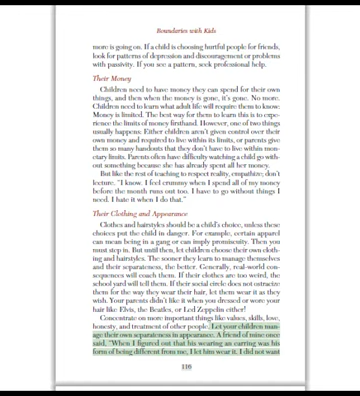 Boundaries with Kids
more is going on. If a child is choosing hurtful people for friends,
look for patterns of depression and discouragement or problems
with passivity. If you see a pattern, seek professional help.
Their Money
Children need to have money they can spend for their own
things, and then when the money is gone, it's gone. No more.
Children need to learn what adult life will require them to know:
Money is limited. The best way for them to learn this is to expe-
rience the limits of money firsthand. However, one of two things
usually happens: Either children aren't given control over their
own money and required to live within its limits, or parents give
them so many handouts that they don't have to live within mon-
etary limits. Parents often have difficulty watching a child go with-
out something because she has already spent all her money.
But like the rest of teaching to respect reality, empathize; don't
lecture, "I know. I feel crummy when I spend all of my money
before the month runs out too. I have to go without things I
need. I hate it when I do that."
Their Clothing and Appearance
Clothes and hairstyles should be a child's choice, unless these
choices put the child in danger. For example, certain apparel
can mean being in a gang or can imply promiscuity. Then you
must step in. But until then, let children choose their own cloth-
ing and hairstyles. The sooner they learn to manage themselves
and their separateness, the better. Generally, real-world con-
sequences will coach them. If their clothes are too weird, the
school yard will tell them. If their social circle does not ostracize
them for the way they wear their hair, let them wear it as they
wish. Your parents didn't like it when you dressed or wore your
hair like Elvis, the Beatles, or Led Zeppelin either!
Concentrate on more important things like values, skills, love,
honesty, and treatment of other people. Let your children man-
age their own separateness in appearance. A friend of mine once
said, "When I figured out that his wearing an earring was his
form of being different from me, I let him wear it. I did not want
116